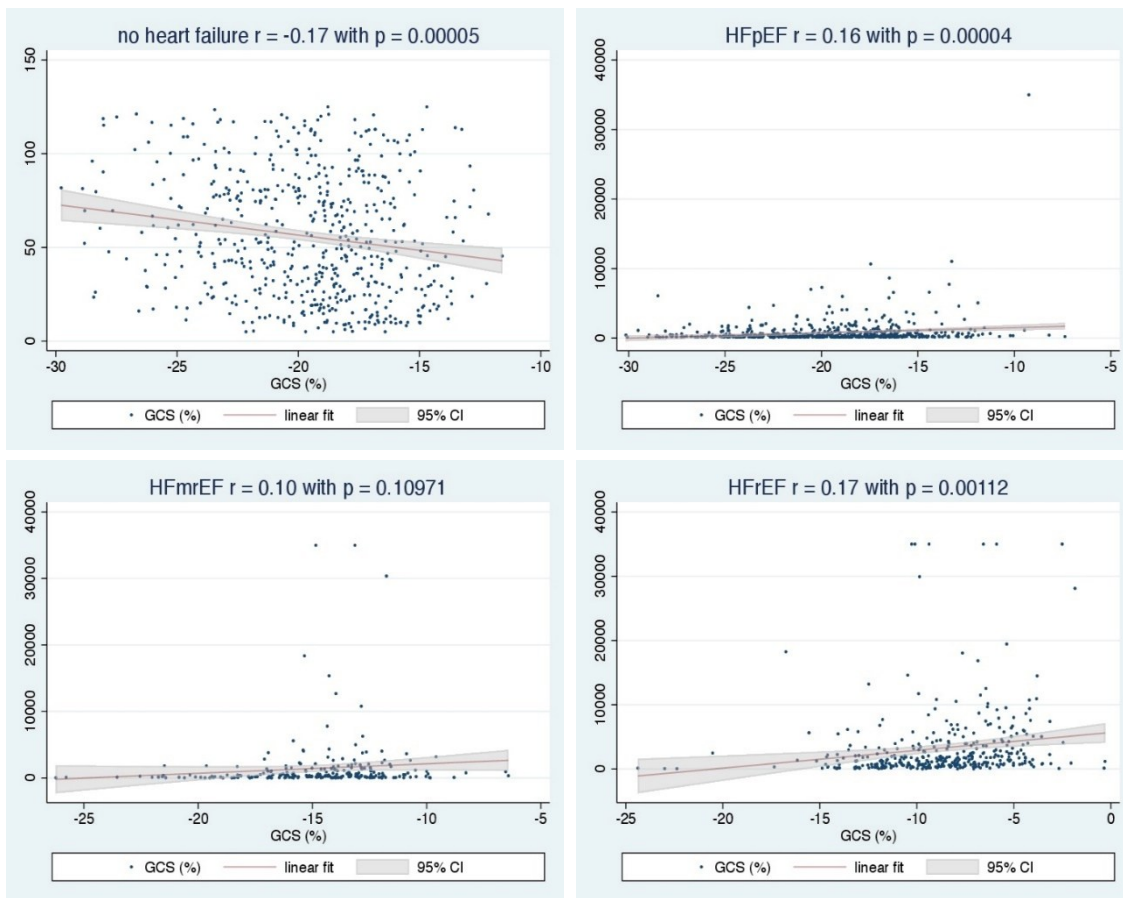 no heart failure r = -0.17 with p = 0.00005
150
100
50
0
-30 -25 -20 -15 -10
GCS (%)
GCS (%) linear fit 95% CI
HFpEF r = 0.16 with p = 0.00004
40000
30000
20000
10000
0
-30 -25 -20 -15 -10 -5
GCS (%)
GCS (%) linear fit 95% CI
HFmrEF r = 0.10 with p = 0.10971
40000
30000
20000
10000
0
-25 -20 -15 -10 -5
GCS (%)
GCS (%) linear fit 95% CI
HFrEF r = 0.17 with p = 0.00112
40000
30000
20000
10000
0
-25 -20 -15 -10 -5 0
GCS (%)
GCS (%) linear fit 95% CI